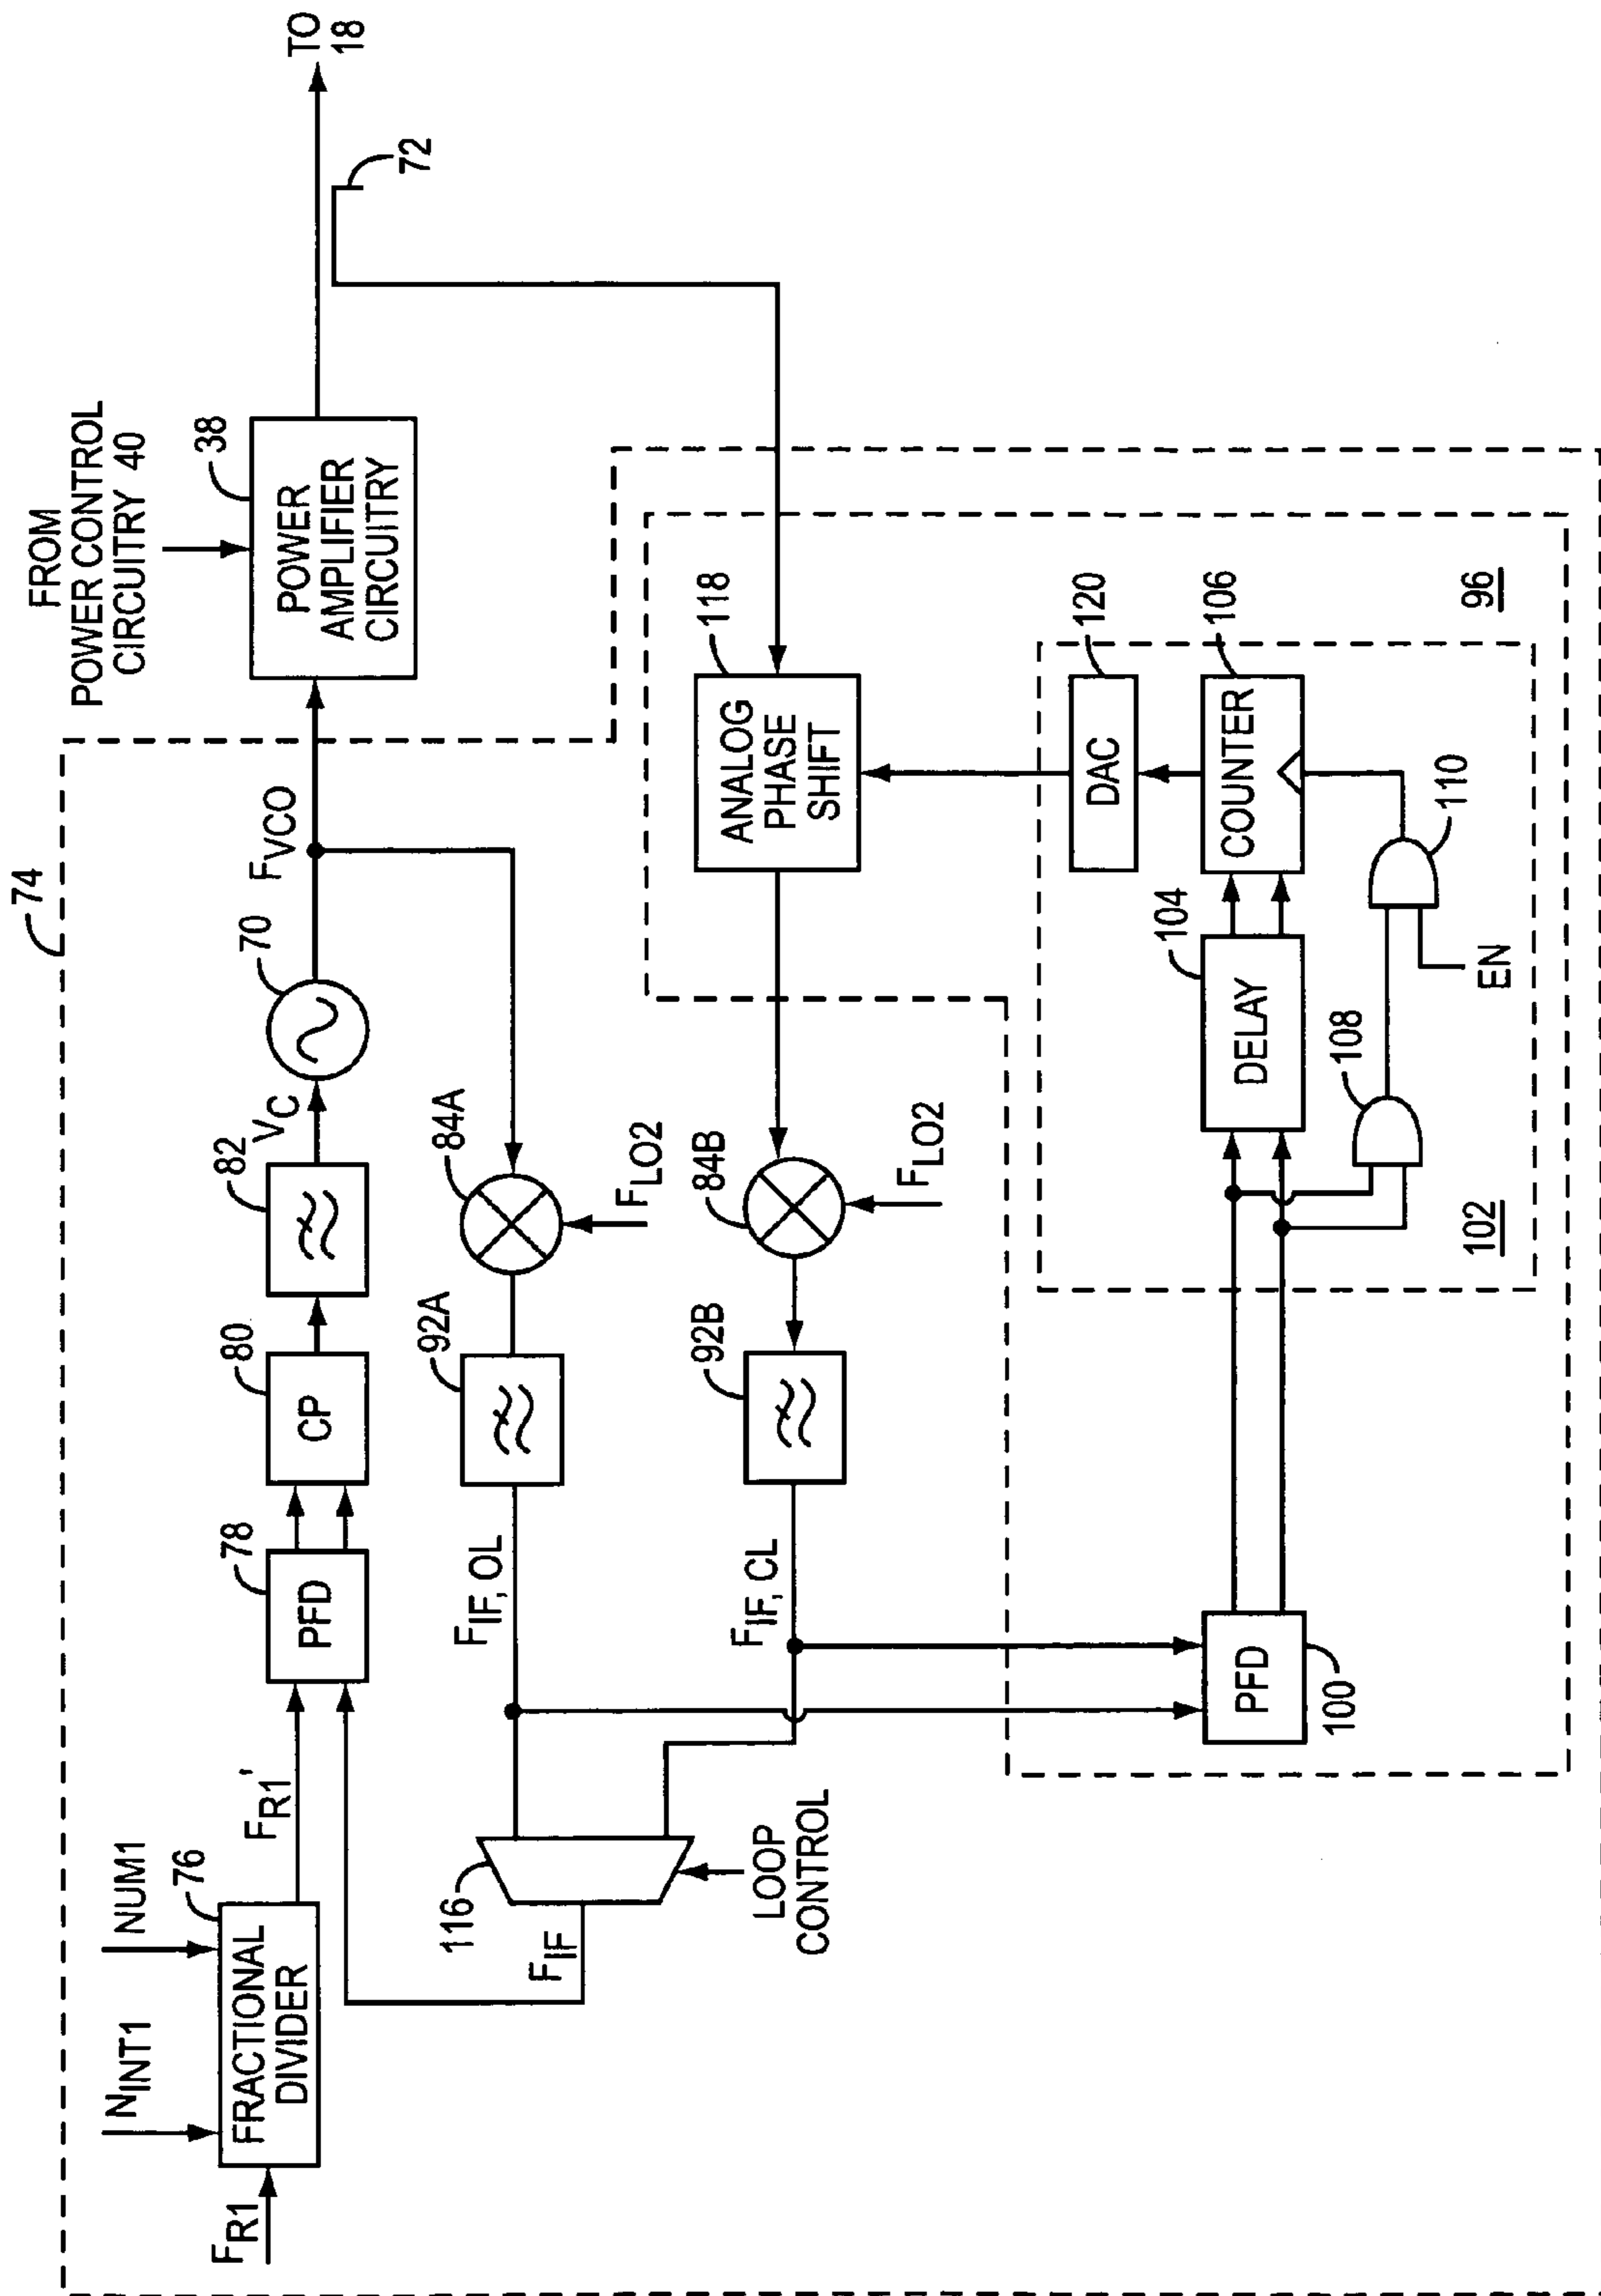 74
FROM
POWER CONTROL
CIRCUITRY 40
NINT1
NUM1
76
FR1
FRACTIONAL
DIVIDER
FR1'
78
PFD
80
CP
82
VC
70
FVCO
38
POWER
AMPLIFIER
CIRCUITRY
TO
18
72
116
FIF
LOOP
CONTROL
FIF, OL
92A
84A
FLO2
FIF, CL
92B
84B
FLO2
118
ANALOG
PHASE
SHIFT
PFD
100
102
108
104
DELAY
EN
110
106
COUNTER
120
DAC
96